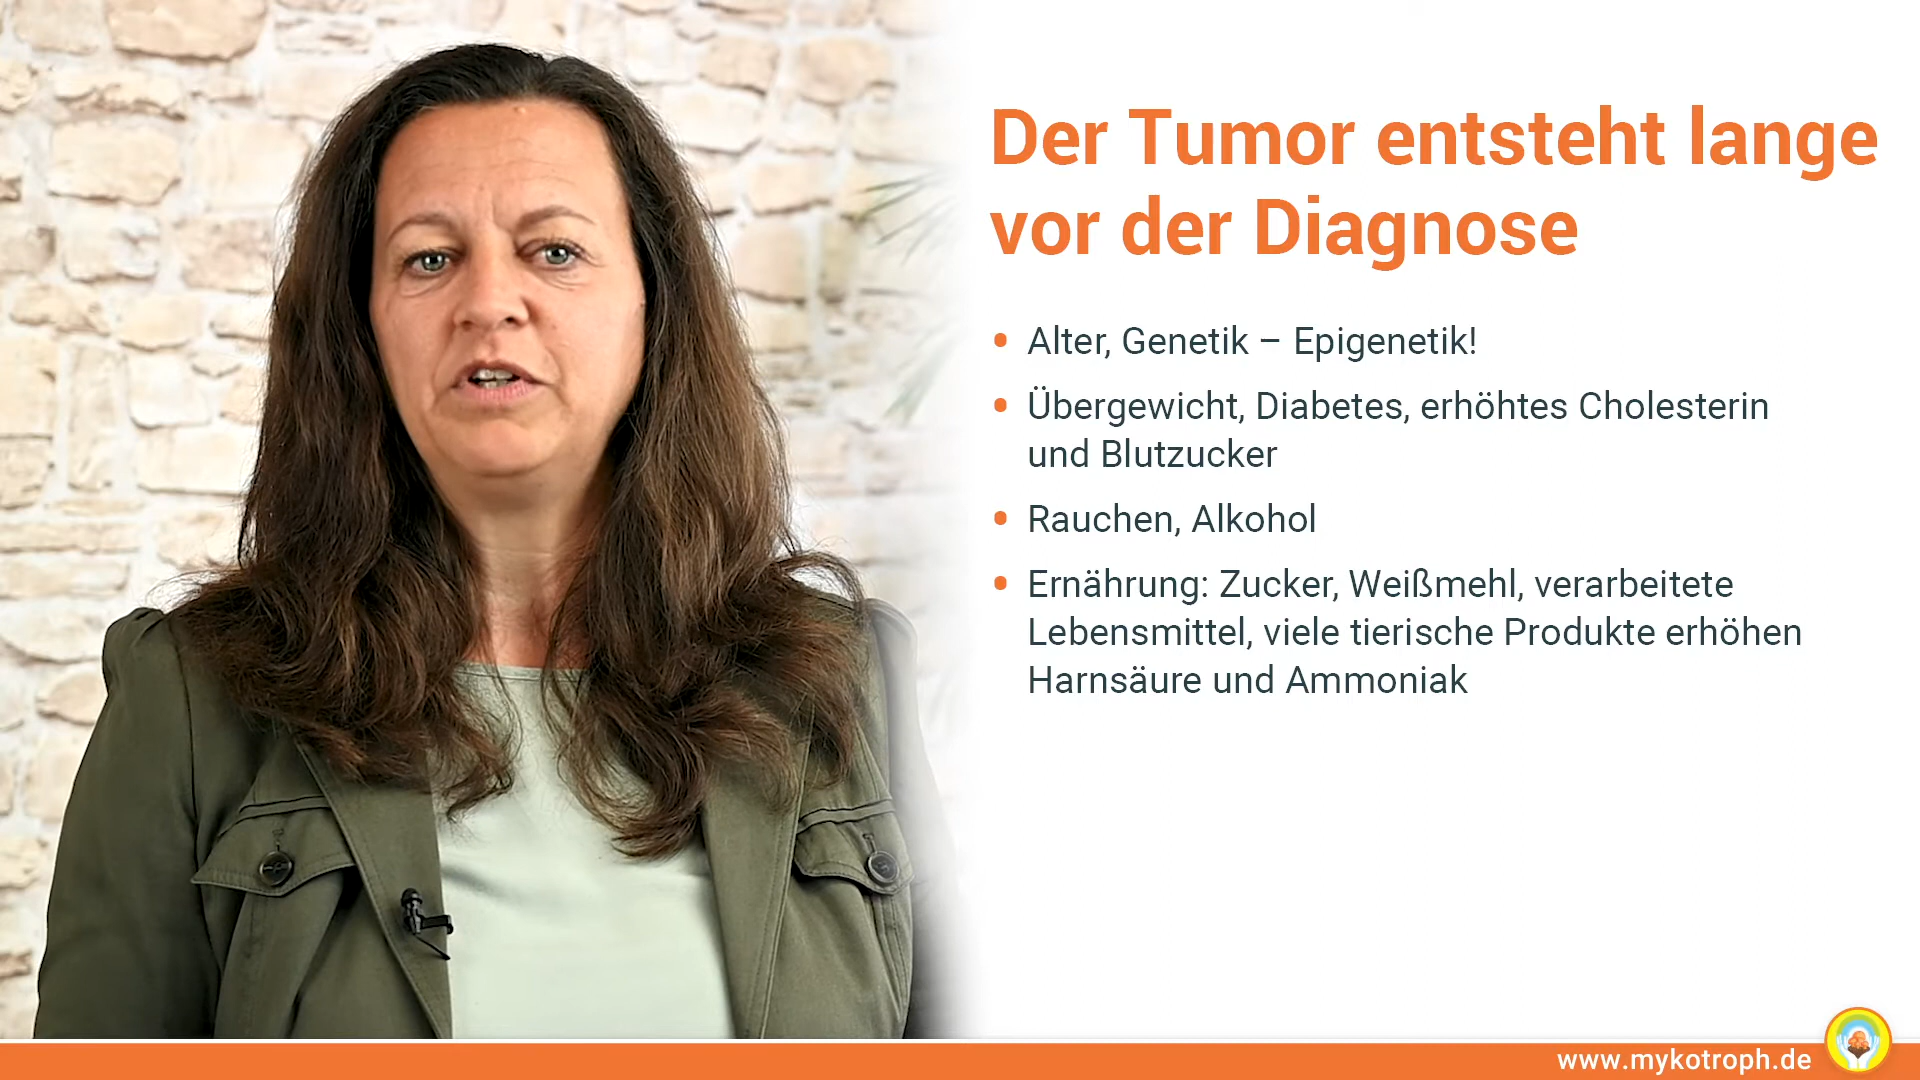 Der Tumor entsteht lange
vor der Diagnose
• Alter, Genetik – Epigenetik!
• Übergewicht, Diabetes, erhöhtes Cholesterin
und Blutzucker
• Rauchen, Alkohol
• Ernährung: Zucker, Weißmehl, verarbeitete
Lebensmittel, viele tierische Produkte erhöhen
Harnsäure und Ammoniak
www.mykotroph.de